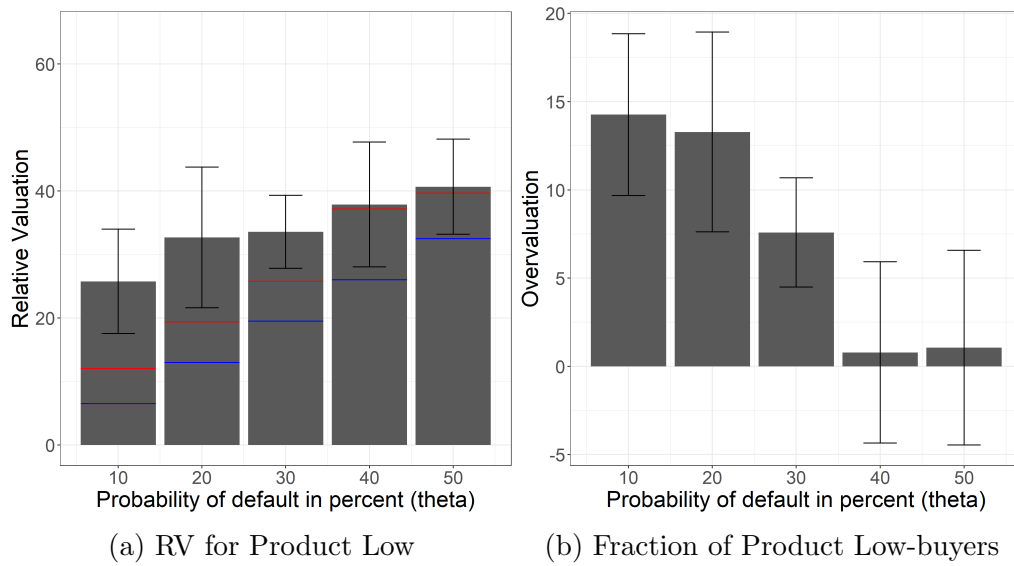 60
40
20
0
Relative Valuation
10 20 30 40 50
Probability of default in percent (theta)
(a) RV for Product Low
20
15
10
5
0
-5
Overvaluation
10 20 30 40 50
Probability of default in percent (theta)
(b) Fraction of Product Low-buyers